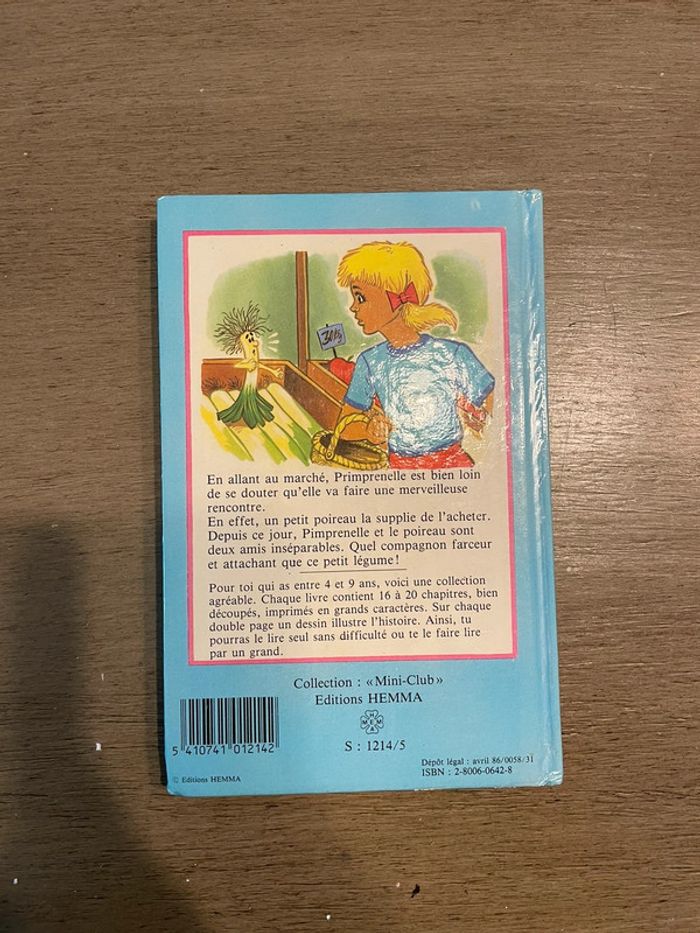 30Kg
En allant au marché, Primprenelle est bien loin
de se douter qu'elle va faire une merveilleuse
rencontre.
En effet, un petit poireau la supplie de l'acheter.
Depuis ce jour, Pimprenelle et le poireau sont
deux amis inséparables. Quel compagnon farceur
et attachant que ce petit légume!
Pour toi qui as entre 4 et 9 ans, voici une collection
agréable. Chaque livre contient 16 à 20 chapitres, bien
découpés, imprimés en grands caractères. Sur chaque
double page un dessin illustre l'histoire. Ainsi, tu
pourras le lire seul sans difficulté ou te le faire lire
par un grand.
Collection : « Mini-Club »
Editions HEMMA
HEMMA
S : 1214/5
5 410741 012142
Dépôt légal : avril 86/0058/31
ISBN : 2-8006-0642-8
© Editions HEMMA